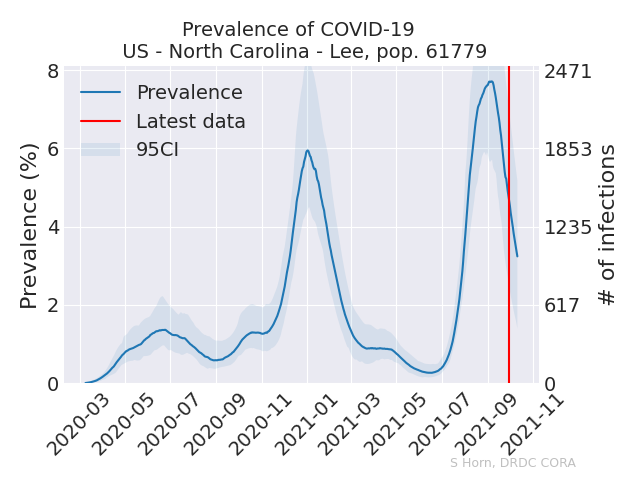 Prevalence of COVID-19
US - North Carolina - Lee, pop. 61779
Prevalence (%)
8
6
4
2
0
Prevalence
Latest data
95CI
2471
1853
1235
617
0
# of infections
2020-03
2020-05
2020-07
2020-09
2020-11
2021-01
2021-03
2021-05
2021-07
2021-09
2021-11
S Horn, DRDC CORA